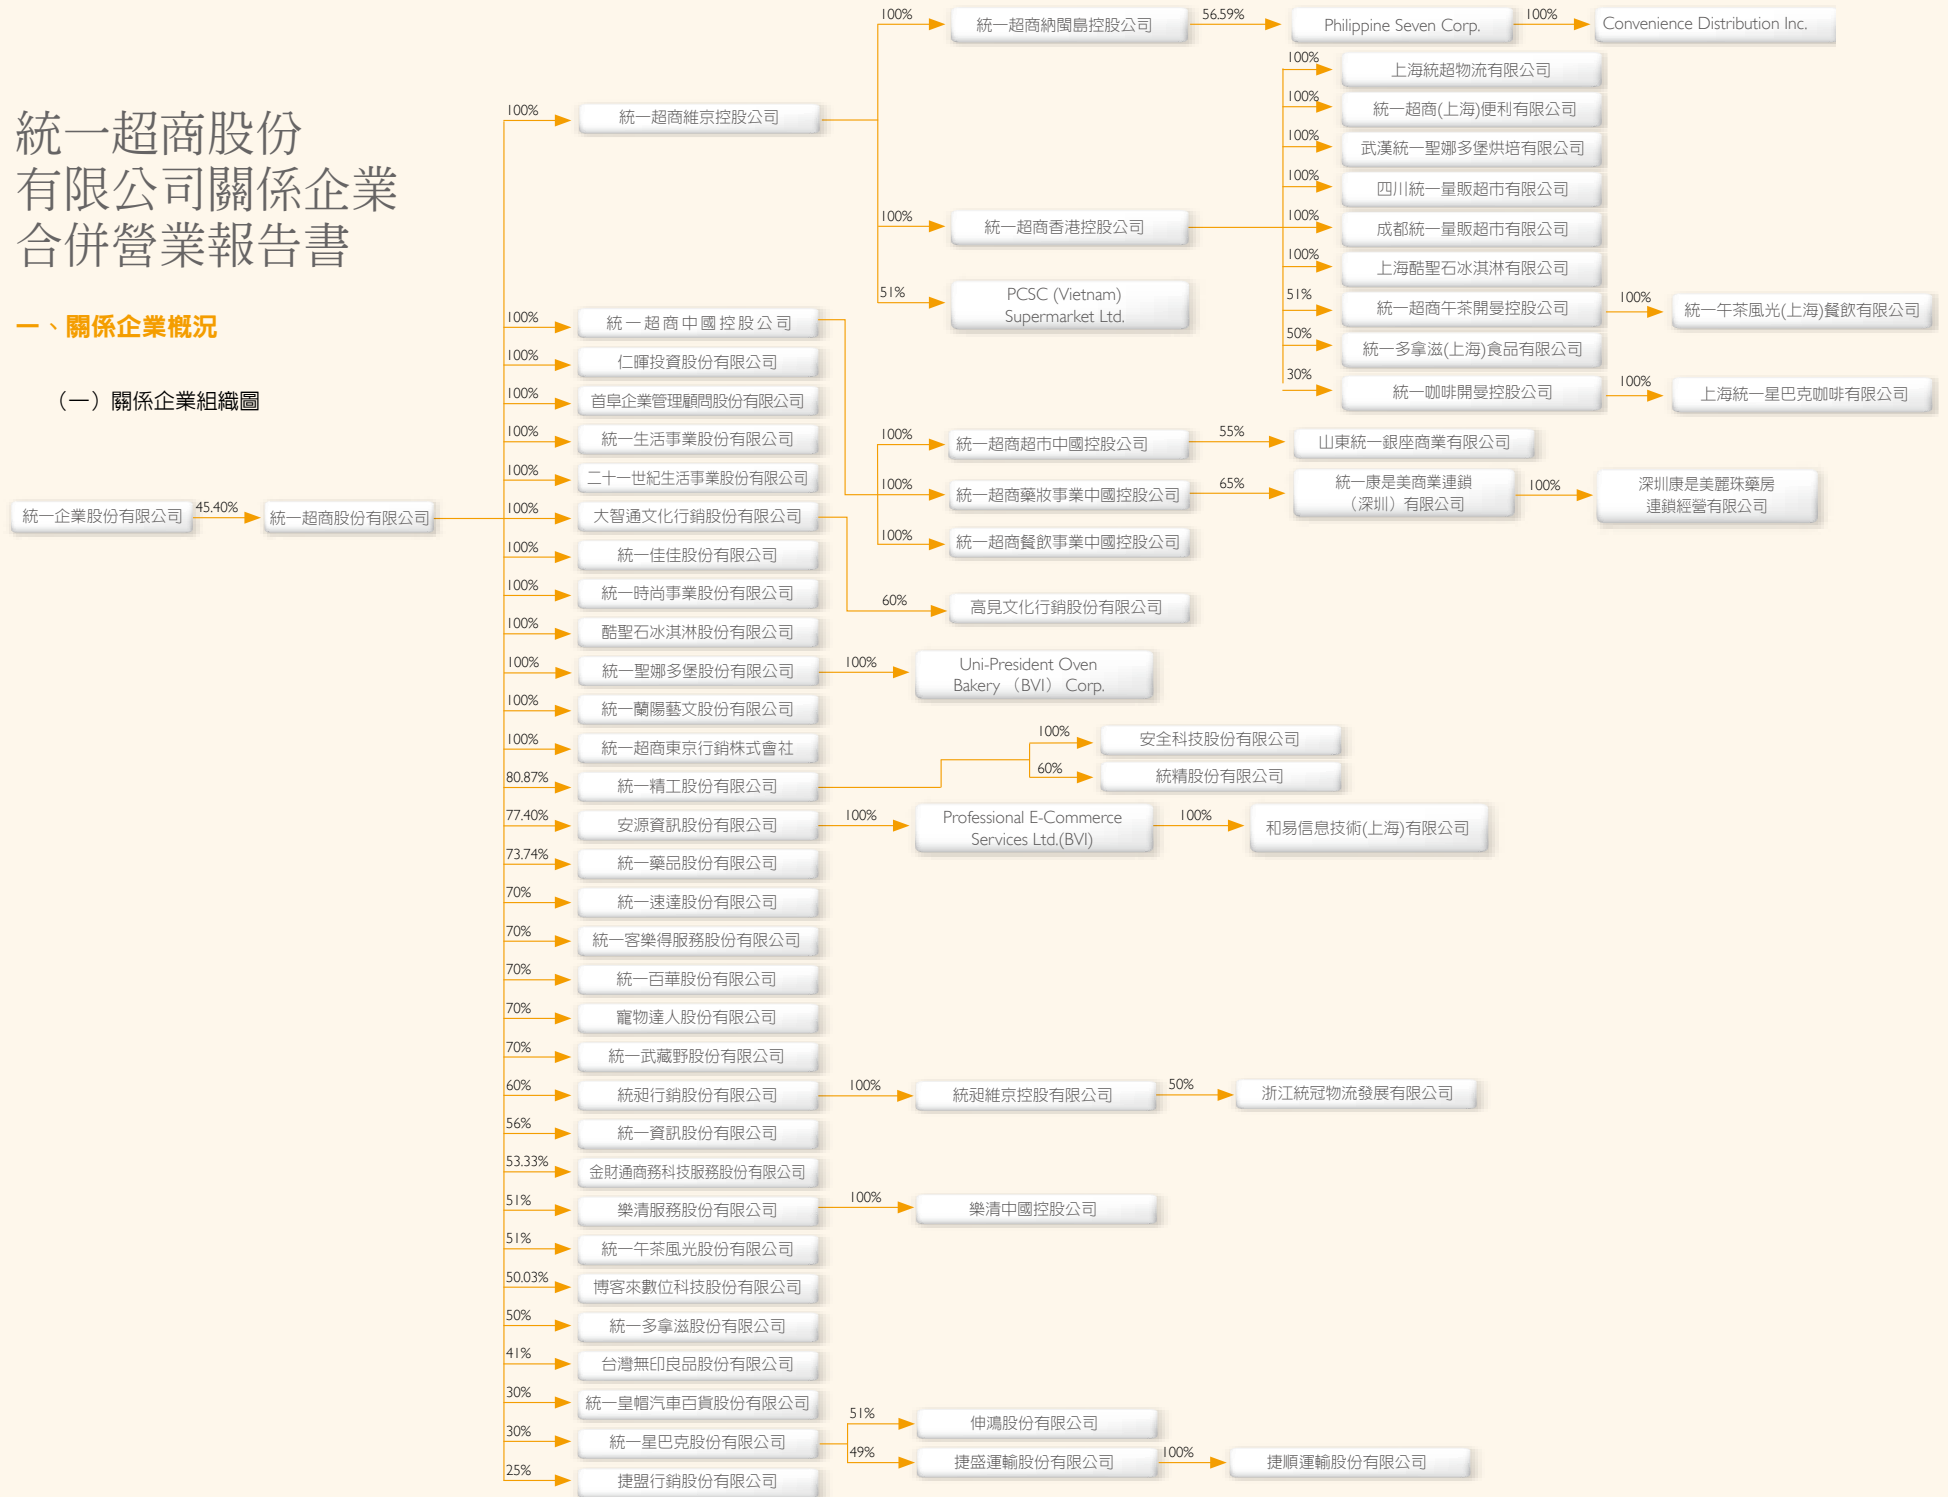 統一超商股份
有限公司關係企業
合併營業報告書
一、關係企業概況
（一）關係企業組織圖
統一企業股份有限公司
45.40%
統一超商股份有限公司
100%
統一超商維京控股公司
100%
統一超商納閩島控股公司
56.59%
Philippine Seven Corp.
100%
Convenience Distribution Inc.
100%
統一超商香港控股公司
100%
上海統超物流有限公司
100%
統一超商(上海)便利有限公司
100%
武漢統一聖娜多堡烘培有限公司
100%
四川統一量販超市有限公司
100%
成都統一量販超市有限公司
100%
上海酷聖石冰淇淋有限公司
51%
統一超商午茶開曼控股公司
100%
統一午茶風光(上海)餐飲有限公司
50%
統一多拿滋(上海)食品有限公司
30%
統一咖啡開曼控股公司
100%
上海統一星巴克咖啡有限公司
51%
PCSC (Vietnam)
Supermarket Ltd.
100%
統一超商中國控股公司
100%
統一超商超市中國控股公司
55%
山東統一銀座商業有限公司
100%
統一超商藥妝事業中國控股公司
65%
統一康是美商業連鎖
（深圳）有限公司
100%
深圳康是美麗珠藥房
連鎖經營有限公司
100%
統一超商餐飲事業中國控股公司
100%
仁暉投資股份有限公司
100%
首阜企業管理顧問股份有限公司
100%
統一生活事業股份有限公司
100%
二十一世紀生活事業股份有限公司
100%
大智通文化行銷股份有限公司
60%
高見文化行銷股份有限公司
100%
統一佳佳股份有限公司
100%
統一時尚事業股份有限公司
100%
酷聖石冰淇淋股份有限公司
100%
統一聖娜多堡股份有限公司
100%
Uni-President Oven
Bakery （BVI） Corp.
100%
統一蘭陽藝文股份有限公司
100%
統一超商東京行銷株式會社
80.87%
統一精工股份有限公司
100%
安全科技股份有限公司
60%
統精股份有限公司
77.40%
安源資訊股份有限公司
100%
Professional E-Commerce
Services Ltd.(BVI)
100%
和易信息技術(上海)有限公司
73.74%
統一藥品股份有限公司
70%
統一速達股份有限公司
70%
統一客樂得服務股份有限公司
70%
統一百華股份有限公司
70%
寵物達人股份有限公司
70%
統一武藏野股份有限公司
60%
統昶行銷股份有限公司
100%
統昶維京控股有限公司
50%
浙江統冠物流發展有限公司
56%
統一資訊股份有限公司
53.33%
金財通商務科技服務股份有限公司
51%
樂清服務股份有限公司
100%
樂清中國控股公司
51%
統一午茶風光股份有限公司
50.03%
博客來數位科技股份有限公司
50%
統一多拿滋股份有限公司
41%
台灣無印良品股份有限公司
30%
統一皇帽汽車百貨股份有限公司
30%
統一星巴克股份有限公司
51%
伸鴻股份有限公司
49%
捷盛運輸股份有限公司
100%
捷順運輸股份有限公司
25%
捷盟行銷股份有限公司